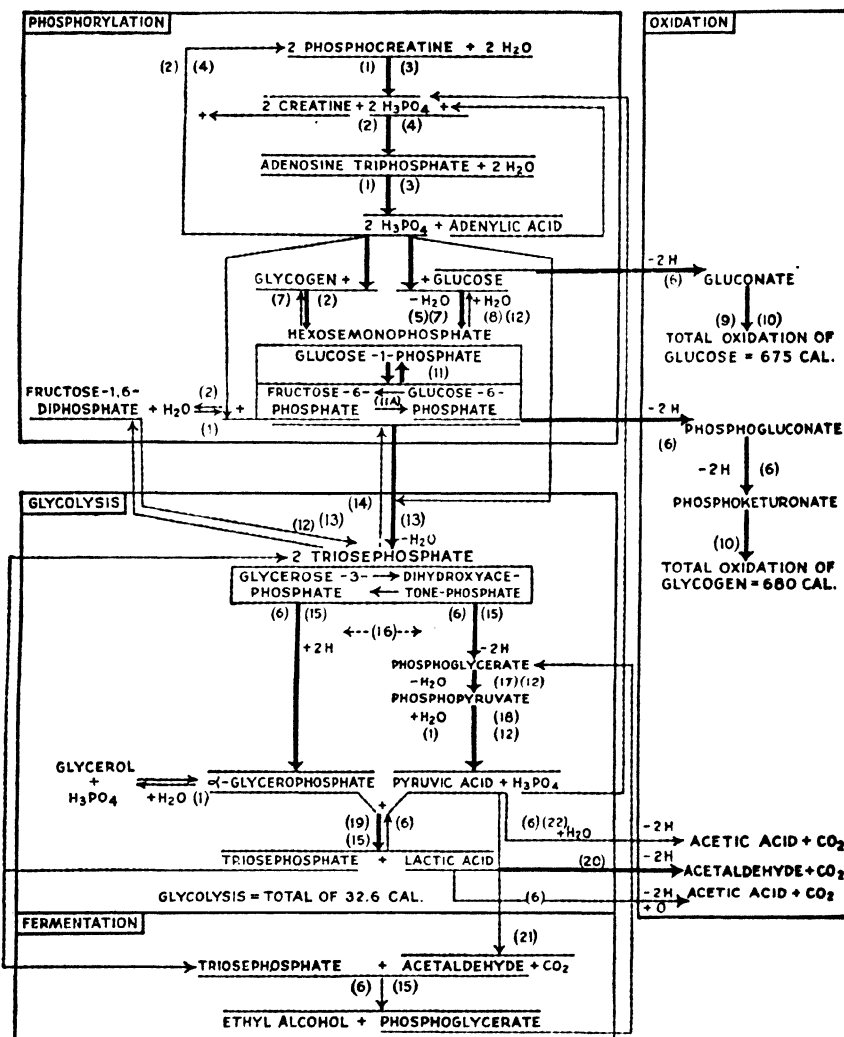 PHOSPHORYLATION
(2) (4)
2 PHOSPHOCREATINE + 2 H₂O
(1) (3)
2 CREATINE + 2 H₃PO₄ +
+
(2) (4)
ADENOSINE TRIPHOSPHATE + 2 H₂O
(1) (3)
2 H₃PO₄ + ADENYLIC ACID
GLYCOGEN + + GLUCOSE
(7) (2)
-H₂O +H₂O
(5)(7) (8)(12)
HEXOSEMONOPHOSPHATE
GLUCOSE -1-PHOSPHATE
(11)
FRUCTOSE-6- GLUCOSE-6-
PHOSPHATE (11A) PHOSPHATE
FRUCTOSE-1,6-
DIPHOSPHATE + H₂O +
(2)
(1)
OXIDATION
-2H
(6)
GLUCONATE
(9) (10)
TOTAL OXIDATION OF
GLUCOSE = 675 CAL.
-2H
(6)
PHOSPHOGLUCONATE
-2H (6)
PHOSPHOKETURONATE
(10)
TOTAL OXIDATION OF
GLYCOGEN = 680 CAL.
GLYCOLYSIS
(14)
(12) (13) (13)
-H₂O
2 TRIOSEPHOSPHATE
GLYCEROSE -3- DIHYDROXYACE-
PHOSPHATE TONE-PHOSPHATE
(6) (15) (6) (15)
(16)
+2H -2H
PHOSPHOGLYCERATE
-H₂O (17)(12)
PHOSPHOPYRUVATE
+H₂O (18)
(1) (12)
GLYCEROL
+
H₃PO₄ +H₂O (1)
α-GLYCEROPHOSPHATE PYRUVIC ACID + H₃PO₄
+
(19) (6)
(15)
(6)(22)
+H₂O
-2H
ACETIC ACID + CO₂
TRIOSEPHOSPHATE + LACTIC ACID
(20)
-2H
ACETALDEHYDE+CO₂
GLYCOLYSIS = TOTAL OF 32.6 CAL.
(6)
-2H
+O
ACETIC ACID + CO₂
FERMENTATION
(21)
TRIOSEPHOSPHATE + ACETALDEHYDE + CO₂
(6) (15)
ETHYL ALCOHOL + PHOSPHOGLYCERATE